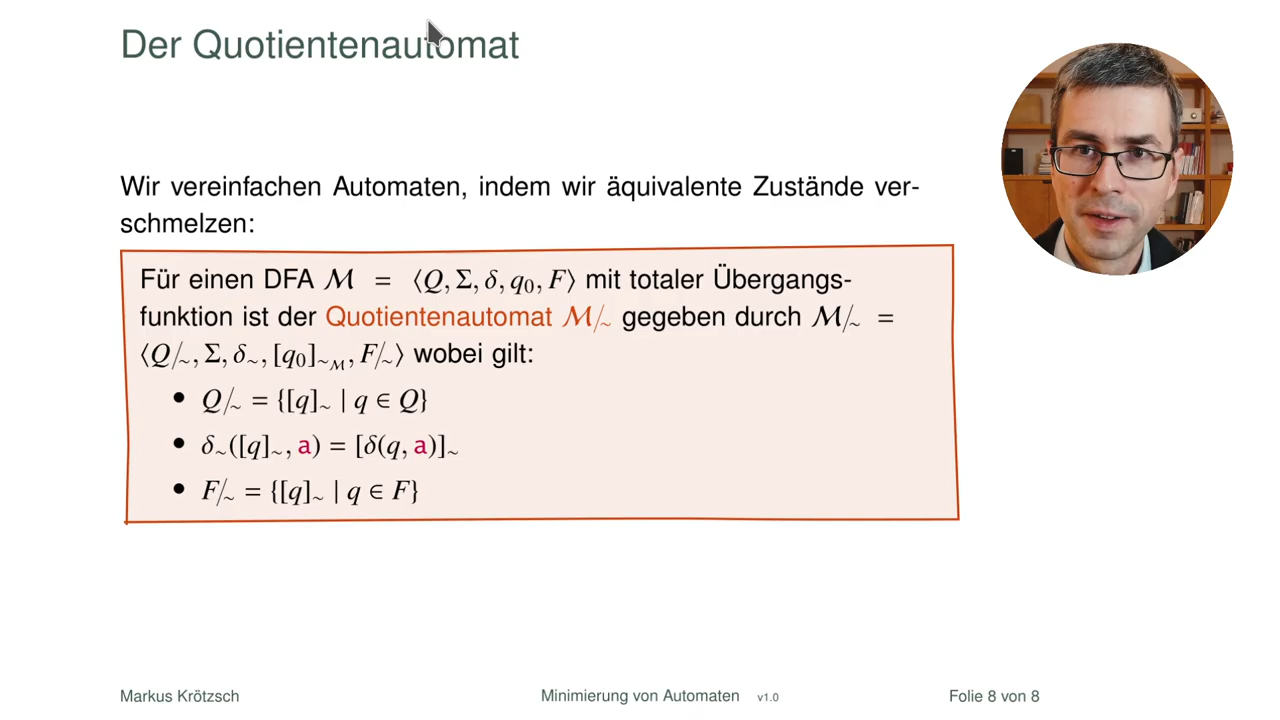 Der Quotientenautomat
Wir vereinfachen Automaten, indem wir äquivalente Zustände ver-
schmelzen:
Für einen DFA ℳ = ⟨Q, Σ, δ, q₀, F⟩ mit totaler Übergangs-
funktion ist der Quotientenautomat ℳ/∼ gegeben durch ℳ/∼ =
⟨Q/∼, Σ, δ∼, [q₀]∼ℳ, F/∼⟩ wobei gilt:
• Q/∼ = {[q]∼ | q ∈ Q}
• δ∼([q]∼, a) = [δ(q, a)]∼
• F/∼ = {[q]∼ | q ∈ F}
Markus Krötzsch Minimierung von Automaten v1.0 Folie 8 von 8